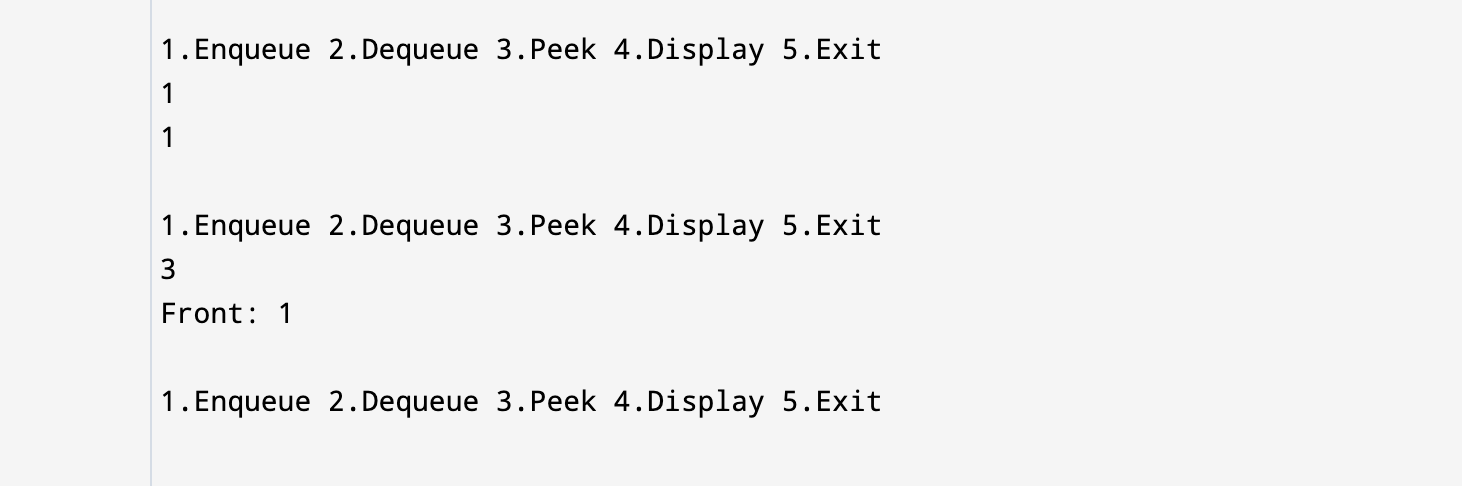 1.Enqueue 2.Dequeue 3.Peek 4.Display 5.Exit
1
1
1.Enqueue 2.Dequeue 3.Peek 4.Display 5.Exit
3
Front: 1
1.Enqueue 2.Dequeue 3.Peek 4.Display 5.Exit